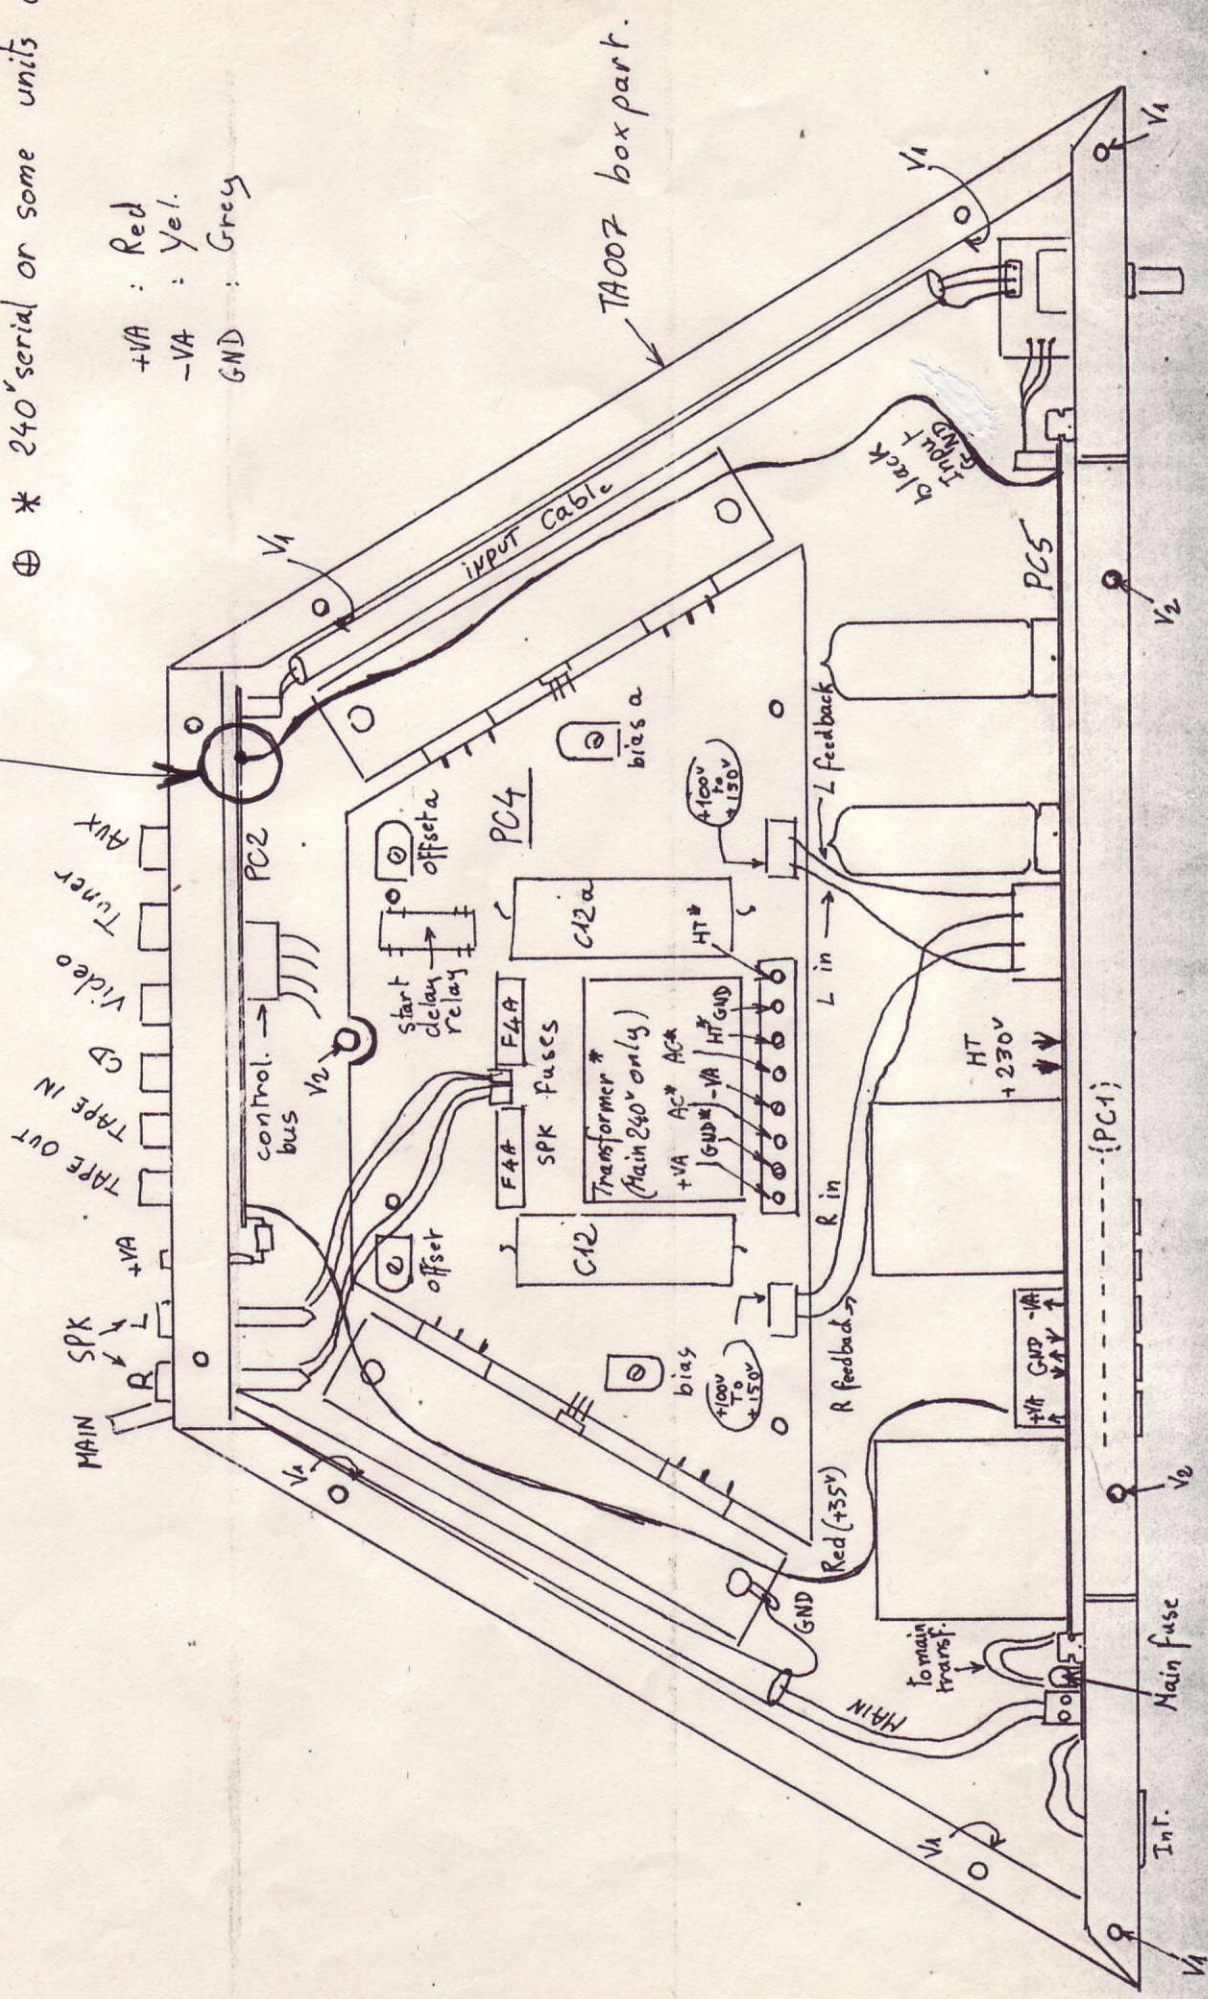 ⊕ * 240v serial or some units
+VA : Red
-VA : Yel.
GND : Grey
TA007 box part.
MAIN
SPK
R
L
+VA
TAPE OUT
TAPE IN
CD
Video
Tuner
AUX
V1
V1
V1
V1
V1
V1
V2
V2
V2
control.
bus
PC2
INPUT Cable
black
Input
GND
offset
offset a
start
delay
relay
PC4
F4A
F4A
SPK fuses
bias
bias a
C12
C12a
Transformer*
(Main 240v only)
+VA
GND*
AC*
-VA
AC*
HT*
GND
HT*
+100v
To
+150v
+100v
to
+150v
R feedback
R in
L in
L feedback
Red (+35v)
GND
MAIN
to main
transf.
+VA
GND
-VA
HT
+230v
PC5
(PC1)
Main fuse
Int.